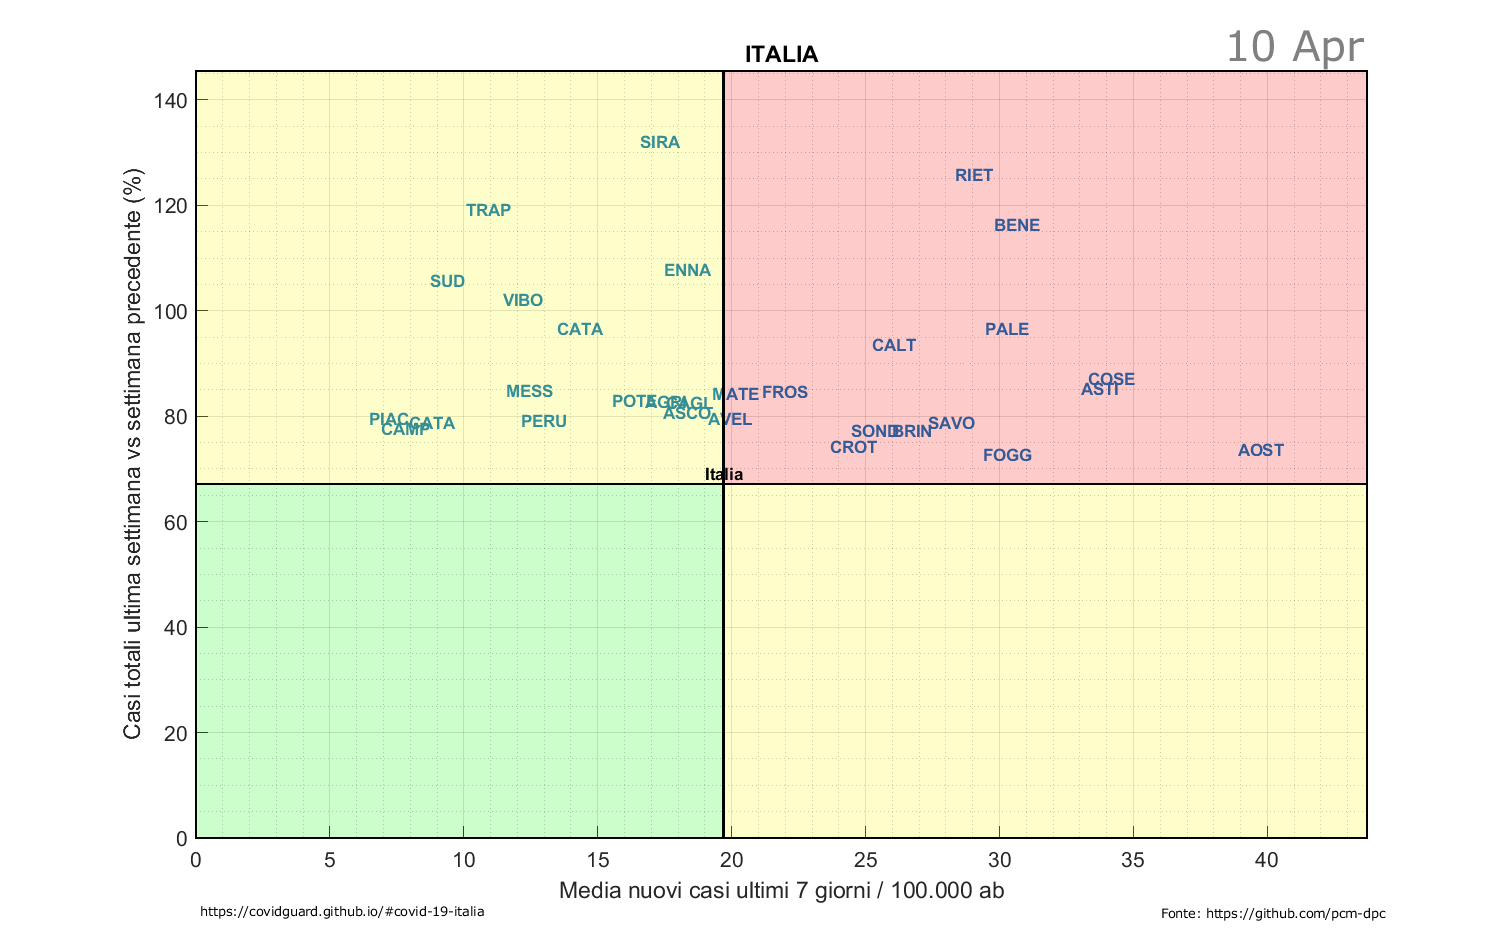 10 Apr
ITALIA
Casi totali ultima settimana vs settimana precedente (%)
140
120
100
80
60
40
20
0
SIRA
RIET
TRAP
BENE
ENNA
SUD
VIBO
CATA
PALE
CALT
COSE
ASTI
MESS
MATE
FROS
POTE
AGRI
CAGL
ASCO
PIAC
CATA
CAMP
PERU
AVEL
SAVO
SOND
BRIN
CROT
FOGG
AOST
Italia
0 5 10 15 20 25 30 35 40
Media nuovi casi ultimi 7 giorni / 100.000 ab
https://covidguard.github.io/#covid-19-italia
Fonte: https://github.com/pcm-dpc